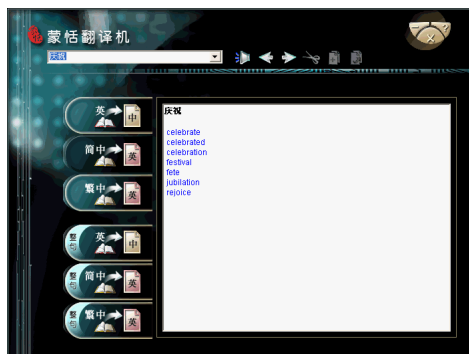 蒙恬翻译机
庆祝
英 中
简中 英
繁中 英
整句 英 中
整句 简中 英
整句 繁中 英
庆祝
celebrate
celebrated
celebration
festival
fete
jubilation
rejoice